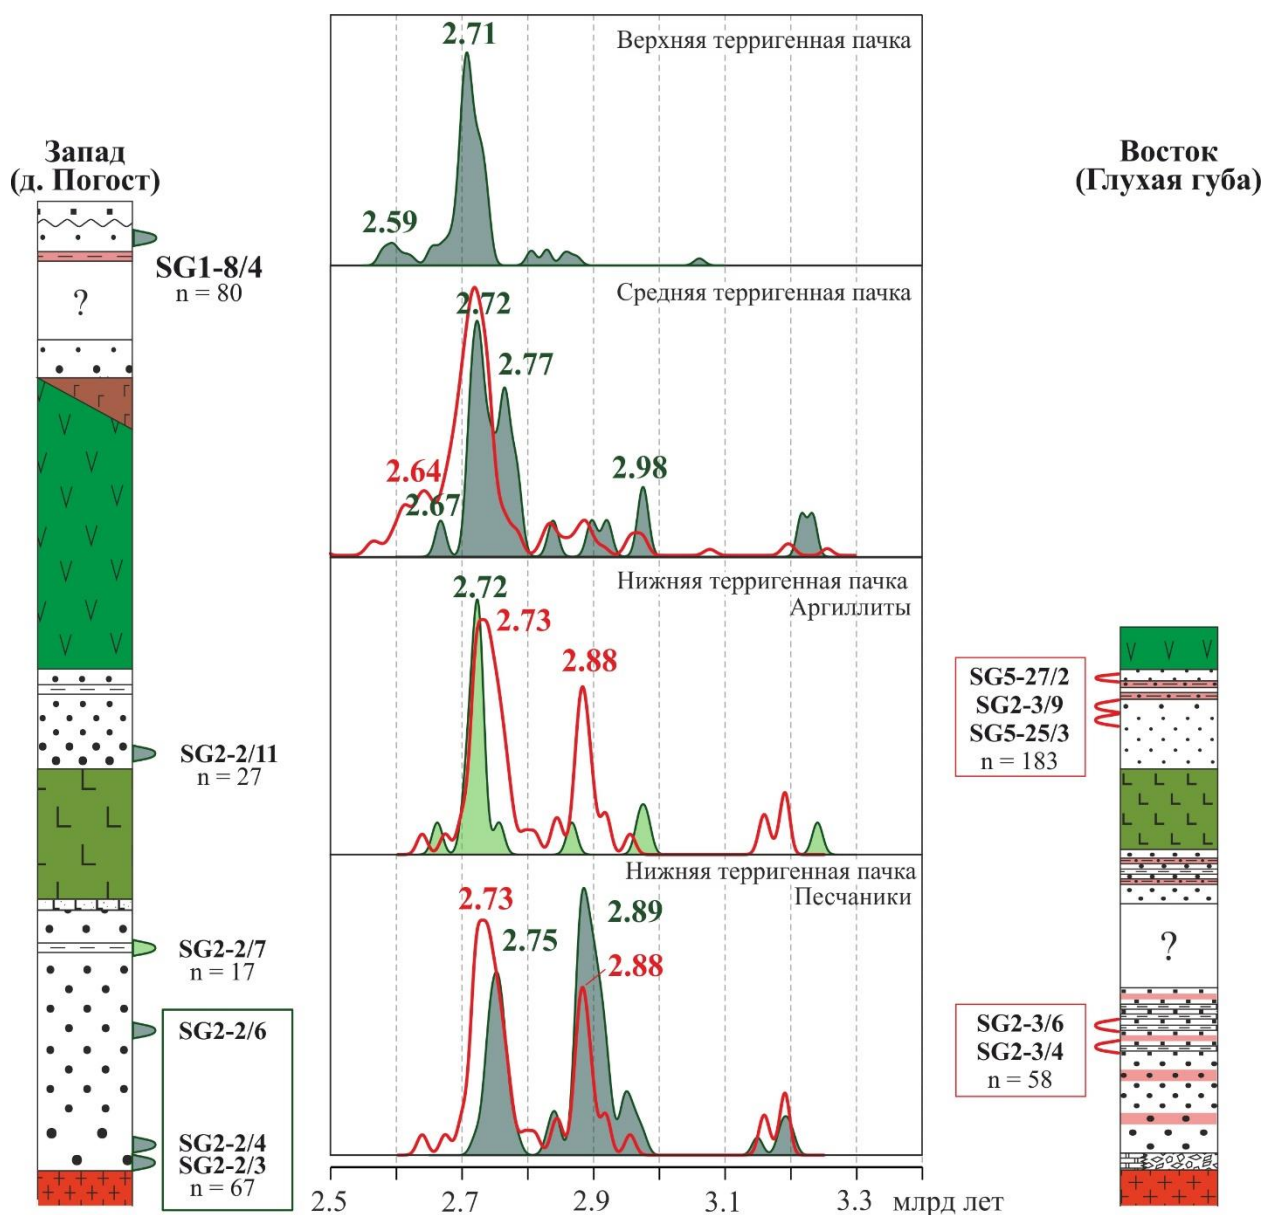 Запад
(д. Погост)
SG1-8/4
n = 80
?
SG2-2/11
n = 27
SG2-2/7
n = 17
SG2-2/6
SG2-2/4
SG2-2/3
n = 67
Верхняя терригенная пачка
2.71
2.59
Средняя терригенная пачка
2.72
2.77
2.64
2.67
2.98
Нижняя терригенная пачка
Аргиллиты
2.72
2.73
2.88
Нижняя терригенная пачка
Песчаники
2.73
2.75
2.89
2.88
2.5 2.7 2.9 3.1 3.3 млрд лет
Восток
(Глухая губа)
SG5-27/2
SG2-3/9
SG5-25/3
n = 183
?
SG2-3/6
SG2-3/4
n = 58